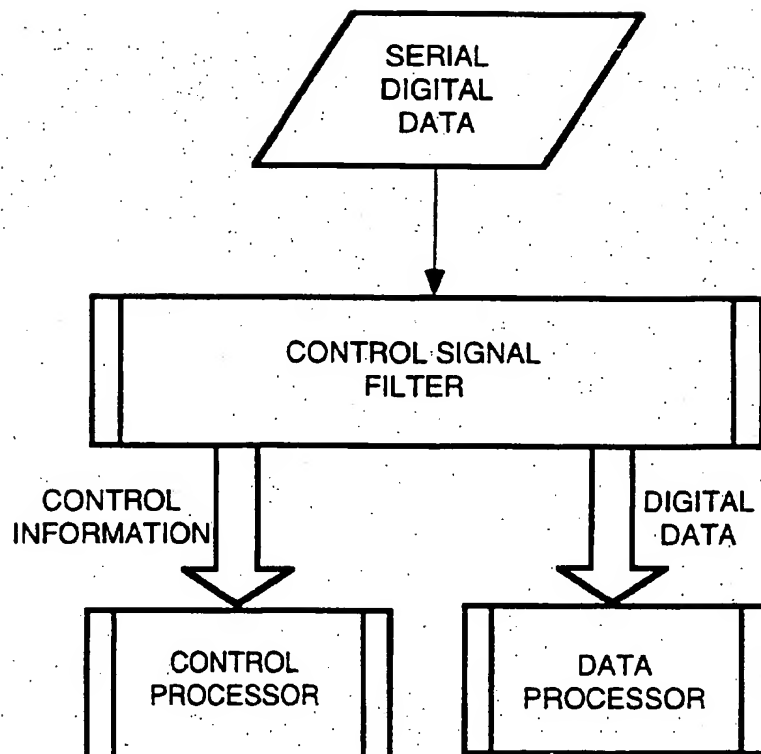 SERIAL
DIGITAL
DATA
CONTROL SIGNAL
FILTER
CONTROL
INFORMATION
DIGITAL
DATA
CONTROL
PROCESSOR
DATA
PROCESSOR